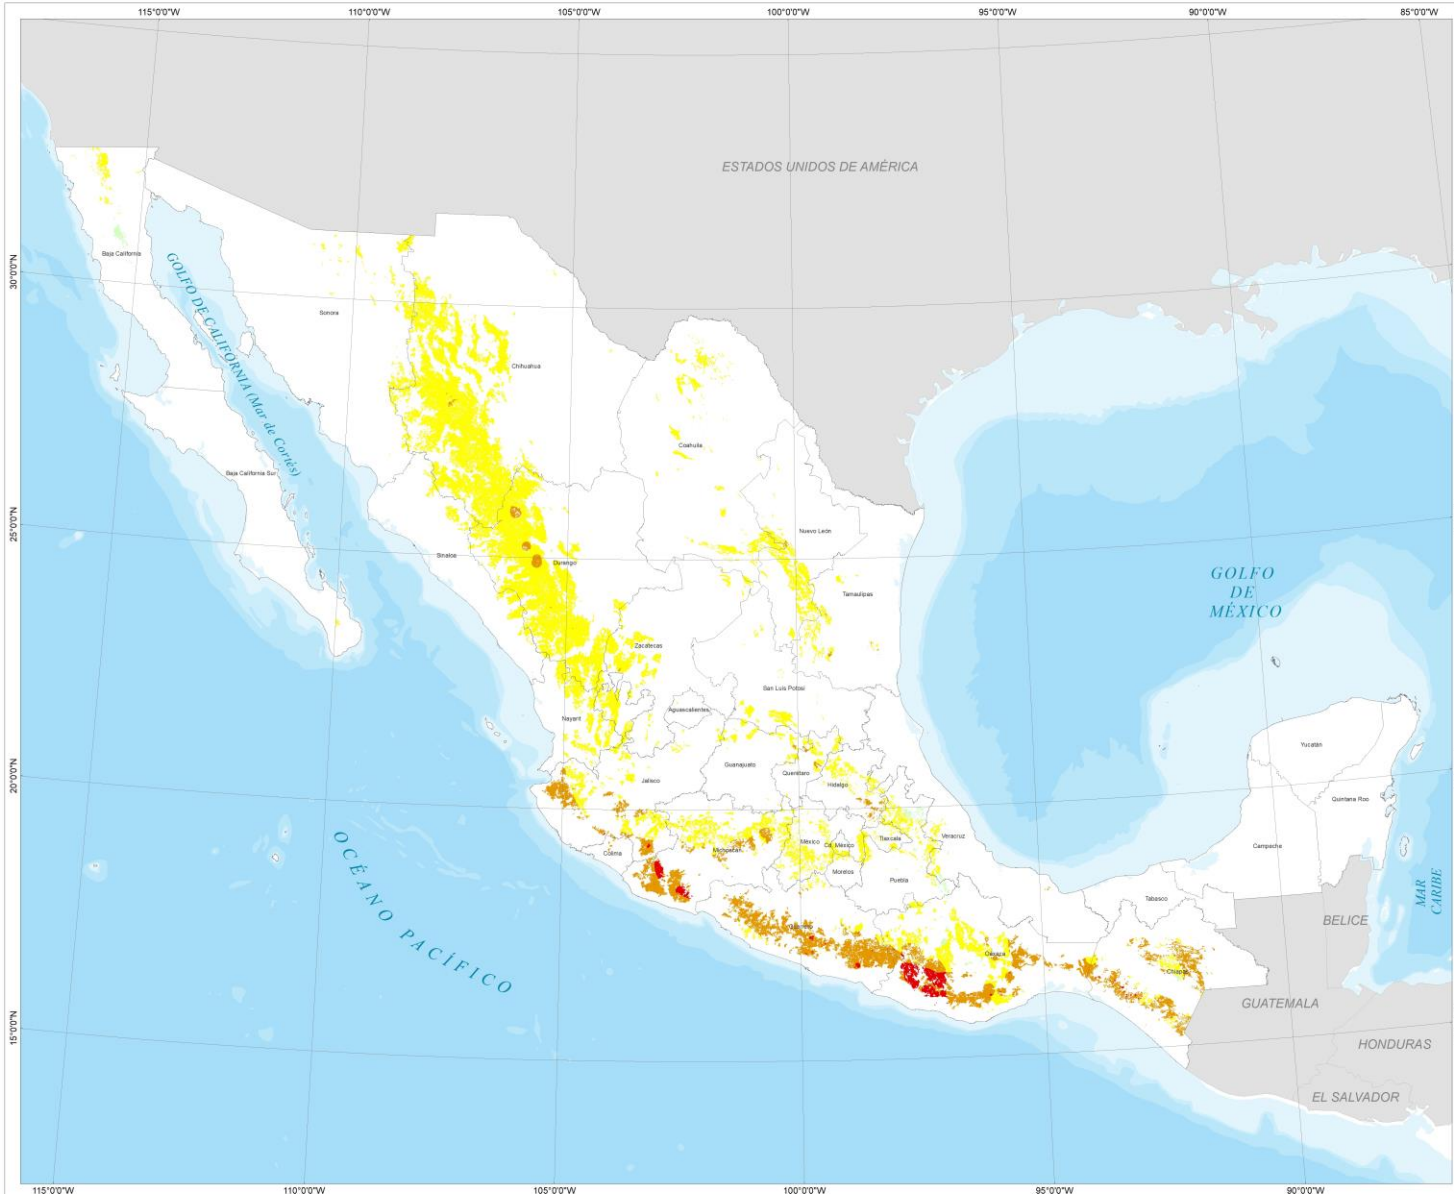 115°0'0"W
110°0'0"W
105°0'0"W
100°0'0"W
95°0'0"W
90°0'0"W
85°0'0"W
ESTADOS UNIDOS DE AMÉRICA
Baja California
30°0'0"N
GOLFO DE CALIFORNIA (Mar de Cortés)
Sonora
Chihuahua
Coahuila
Baja California Sur
25°0'0"N
Nuevo León
Sinaloa
Durango
Tamaulipas
GOLFO
DE
MÉXICO
Zacatecas
San Luis Potosí
Aguascalientes
Nayarit
Yucatán
20°0'0"N
Guanajuato
Querétaro
Jalisco
Hidalgo
Quintana Roo
Tlaxcala
Veracruz
México
Cd. México
Michoacán
Colima
Campeche
Morelos
Puebla
MAR
CARIBE
OCÉANO PACÍFICO
Tabasco
BELICE
Guerrero
Oaxaca
Chiapas
GUATEMALA
15°0'0"N
HONDURAS
EL SALVADOR
115°0'0"W
110°0'0"W
105°0'0"W
100°0'0"W
95°0'0"W
90°0'0"W